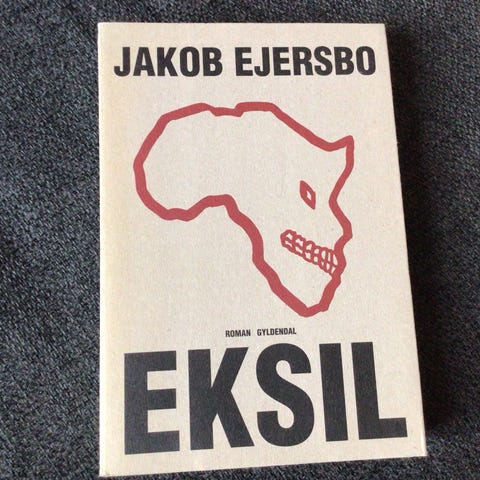 JAKOB EJERSBO
ROMAN GYLDENDAL
EKSIL